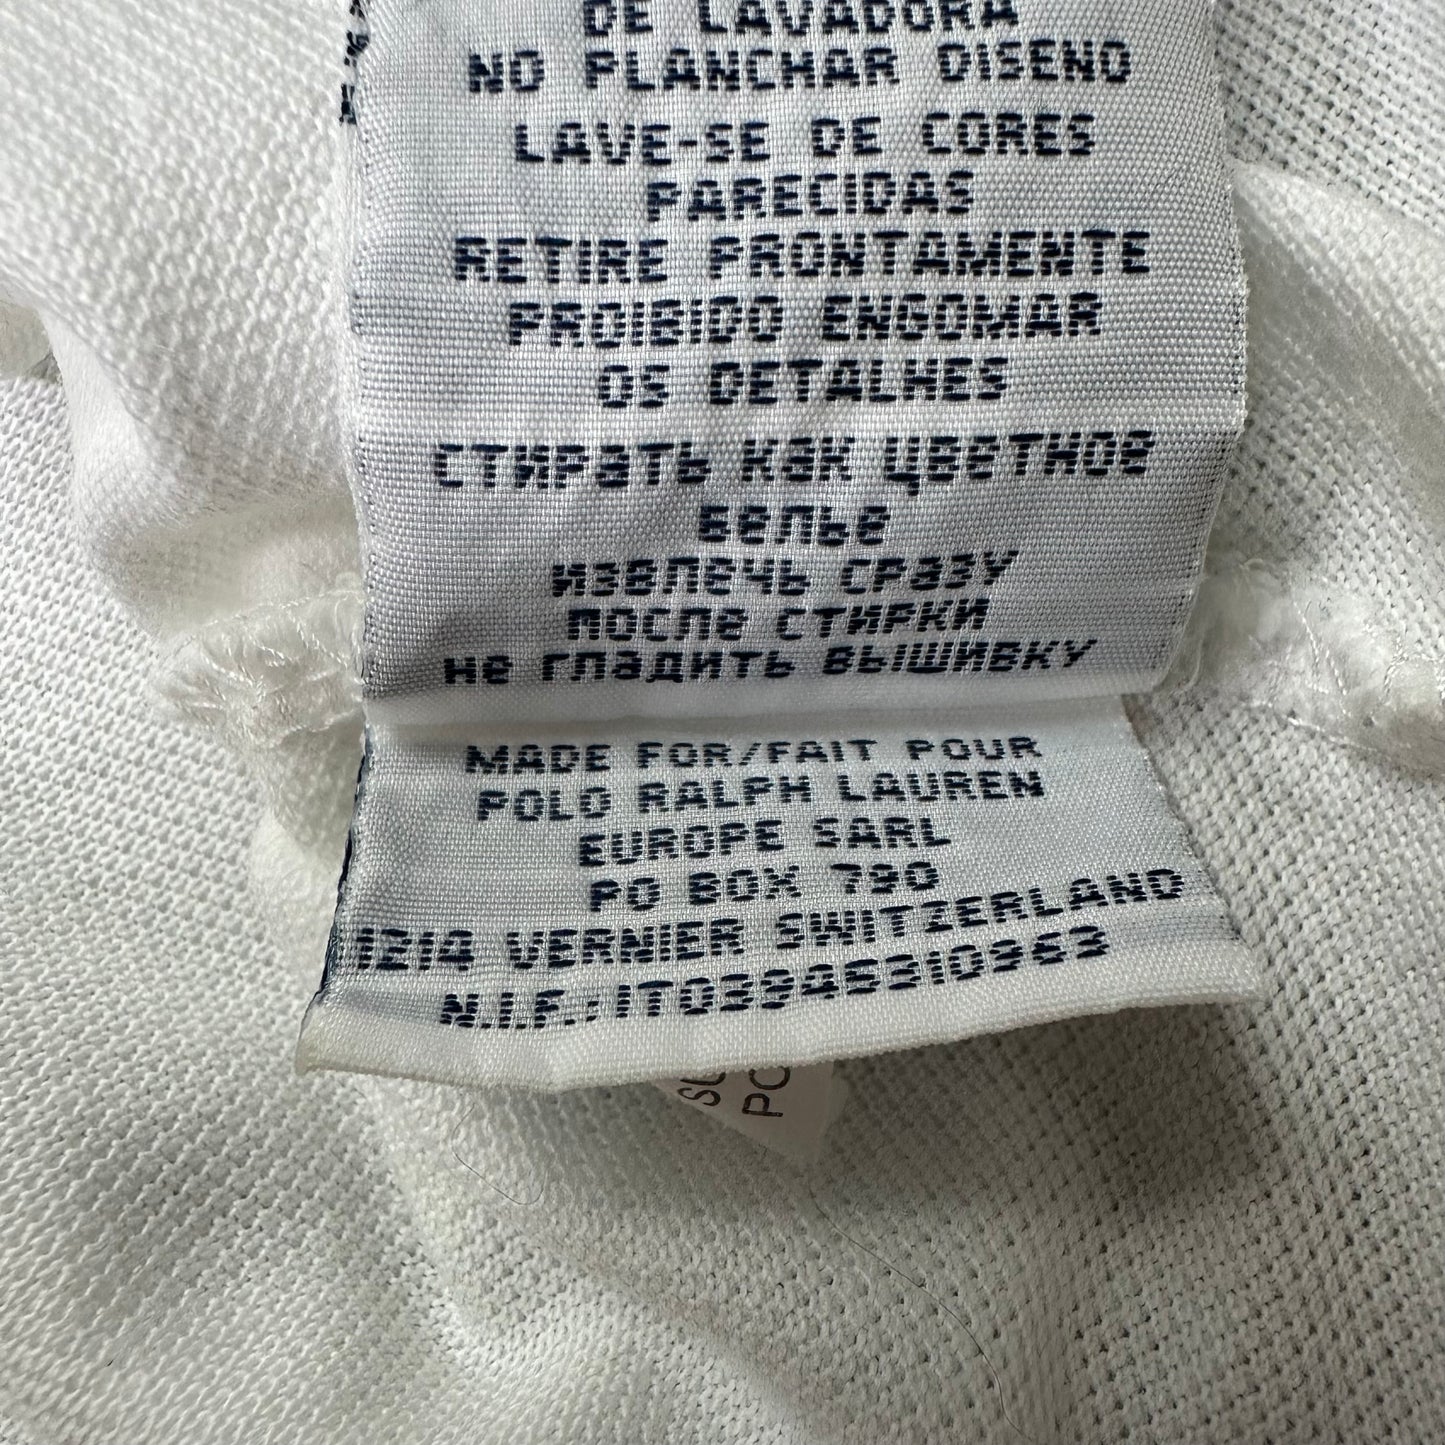 DE LAVADORA
NO PLANCHAR DISENO
LAVE-SE DE CORES
PARECIDAS
RETIRE PRONTAMENTE
PROIBIDO ENGOMAR
OS DETALHES
СТИРАТЬ КАК ЦВЕТНОЕ
БЕЛЬЕ
ИЗВЛЕЧЬ СРАЗУ
ПОСЛЕ СТИРКИ
НЕ ГЛАДИТЬ ВЫШИВКУ
MADE FOR/FAIT POUR
POLO RALPH LAUREN
EUROPE SARL
PO BOX 790
1214 VERNIER SWITZERLAND
N.I.F.:IT03945310963